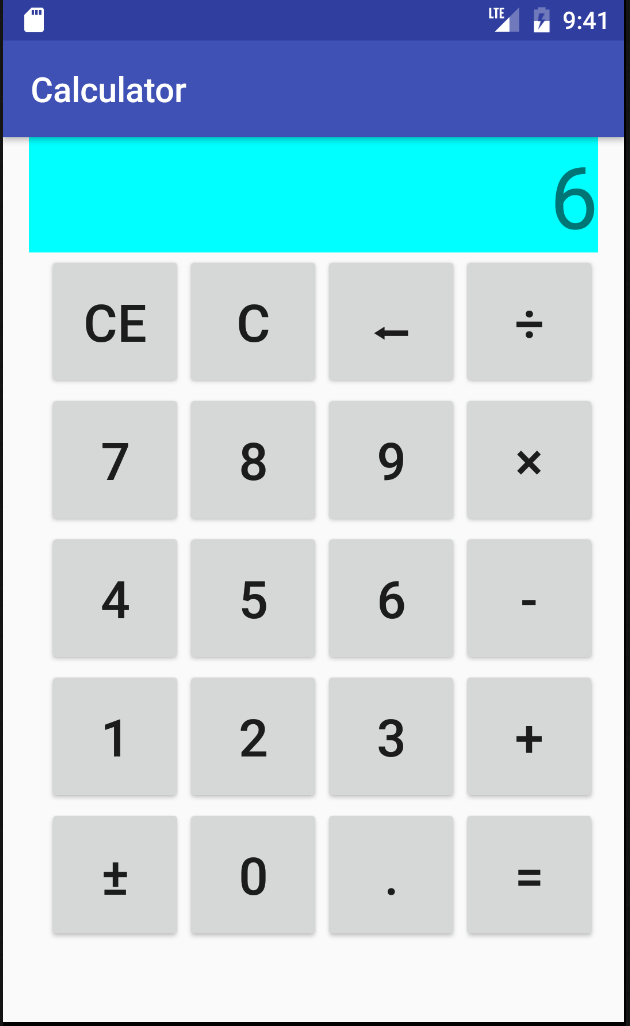 LTE 9:41
Calculator
6
CE C ← ÷
7 8 9 ×
4 5 6 -
1 2 3 +
± 0 . =